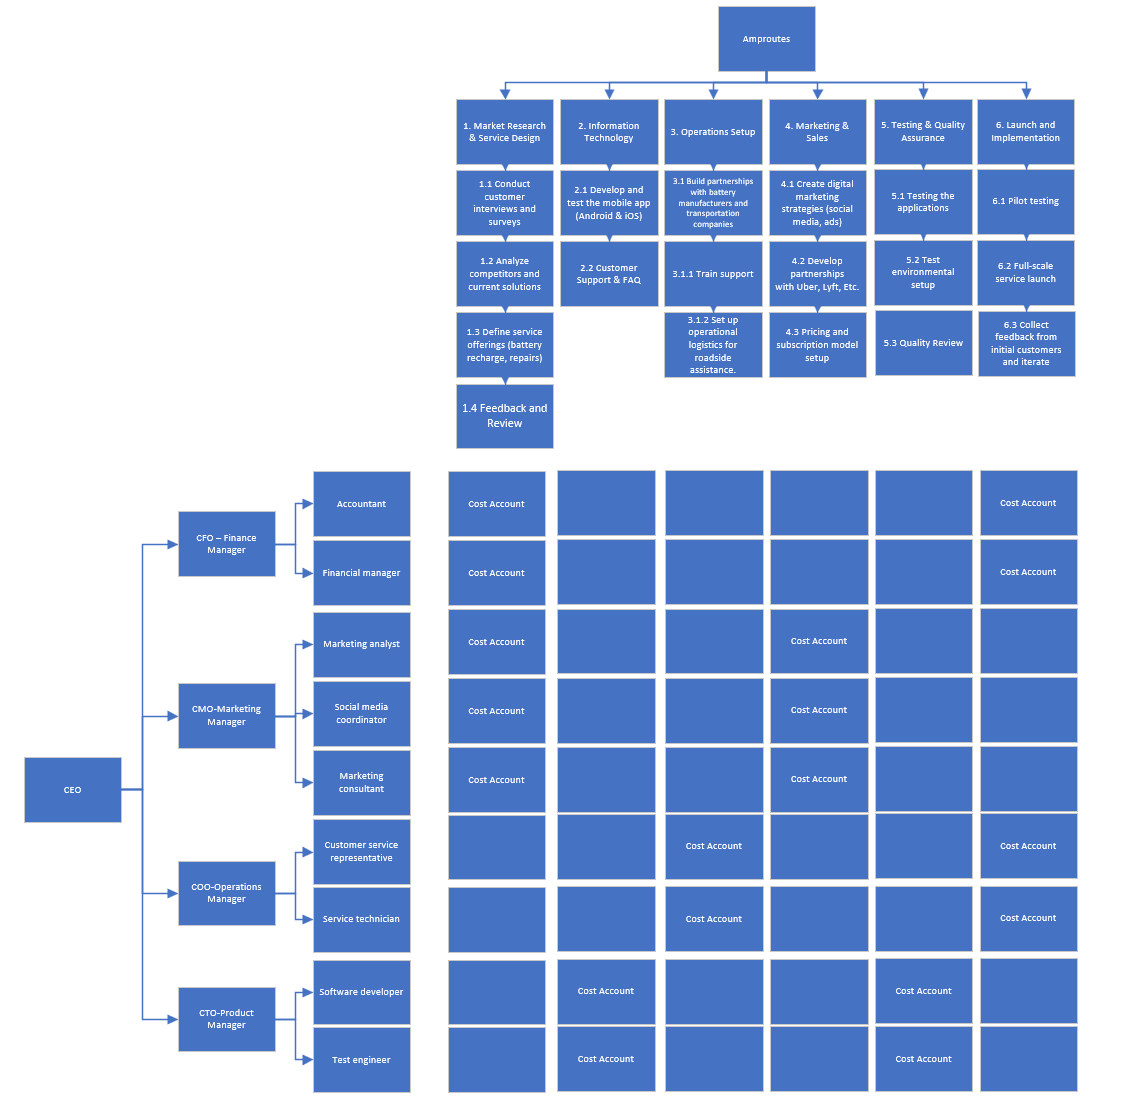 Amproutes
1. Market Research
& Service Design
2. Information
Technology
3. Operations Setup
4. Marketing &
Sales
5. Testing & Quality
Assurance
6. Launch and
Implementation
1.1 Conduct
customer
interviews and
surveys
2.1 Develop and
test the mobile app
(Android & iOS)
3.1 Build partnerships
with battery
manufacturers and
transportation
companies
4.1 Create digital
marketing
strategies (social
media, ads)
5.1 Testing the
applications
6.1 Pilot testing
1.2 Analyze
competitors and
current solutions
2.2 Customer
Support & FAQ
3.1.1 Train support
4.2 Develop
partnerships
with Uber, Lyft, Etc.
5.2 Test
environmental
setup
6.2 Full-scale
service launch
1.3 Define service
offerings (battery
recharge, repairs)
3.1.2 Set up
operational
logistics for
roadside
assistance.
4.3 Pricing and
subscription model
setup
5.3 Quality Review
6.3 Collect
feedback from
initial customers
and iterate
1.4 Feedback and
Review
CEO
CFO – Finance
Manager
Accountant
Cost Account
Cost Account
Financial manager
Cost Account
Cost Account
CMO-Marketing
Manager
Marketing analyst
Cost Account
Cost Account
Social media
coordinator
Cost Account
Cost Account
Marketing
consultant
Cost Account
Cost Account
COO-Operations
Manager
Customer service
representative
Cost Account
Cost Account
Service technician
Cost Account
Cost Account
CTO-Product
Manager
Software developer
Cost Account
Cost Account
Test engineer
Cost Account
Cost Account